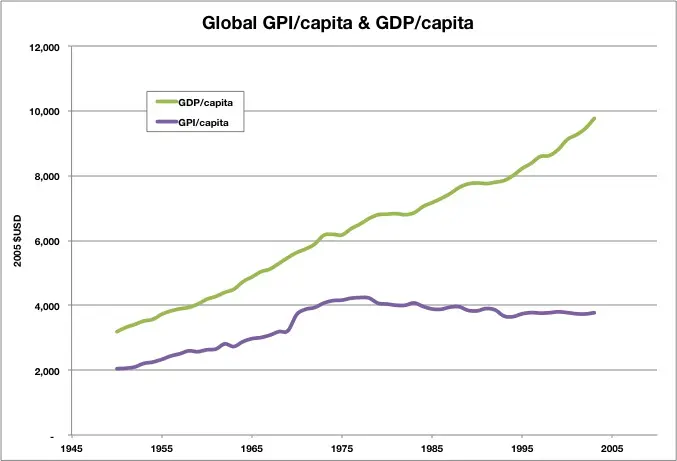 Global GPI/capita & GDP/capita
12,000
10,000
8,000
6,000
4,000
2,000
-
2005 $USD
GDP/capita
GPI/capita
1945 1955 1965 1975 1985 1995 2005